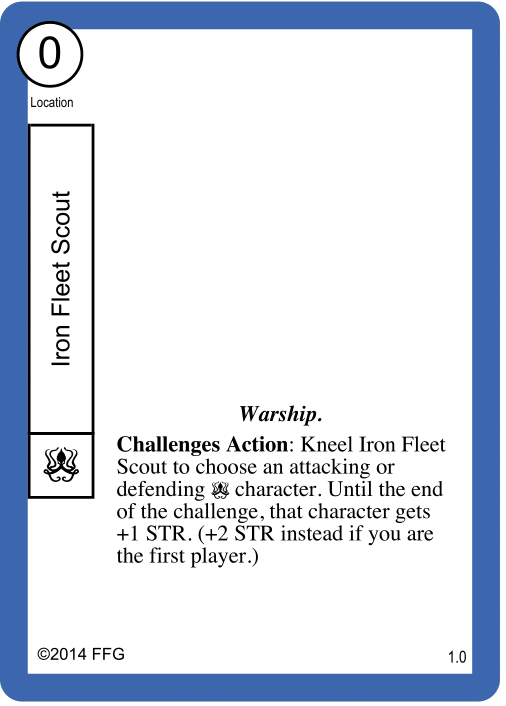 0
Location
Iron Fleet Scout
Warship.
Challenges Action: Kneel Iron Fleet
Scout to choose an attacking or
defending character. Until the end
of the challenge, that character gets
+1 STR. (+2 STR instead if you are
the first player.)
©2014 FFG
1.0